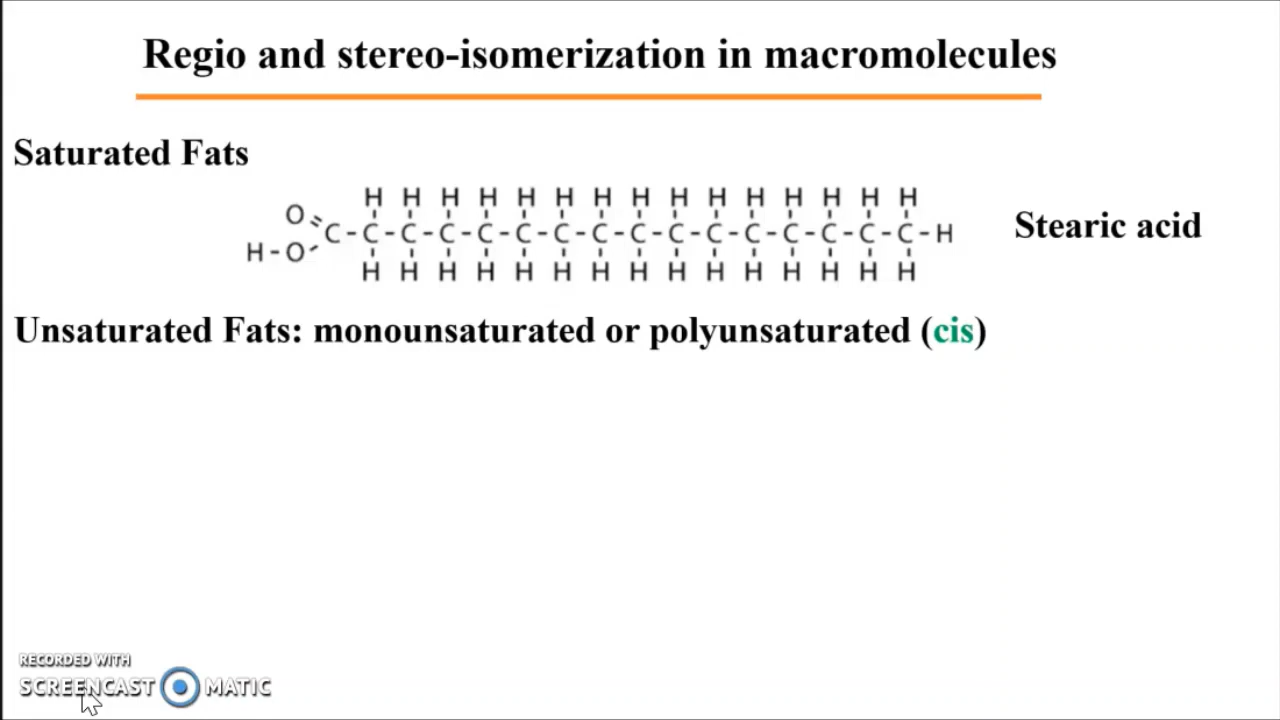 Regio and stereo-isomerization in macromolecules
Saturated Fats
H H H H H H H H H H H H H H H
O
C-C-C-C-C-C-C-C-C-C-C-C-C-C-C-C-H
H-O
H H H H H H H H H H H H H H H
Stearic acid
Unsaturated Fats: monounsaturated or polyunsaturated (cis)
RECORDED WITH
SCREENCAST MATIC